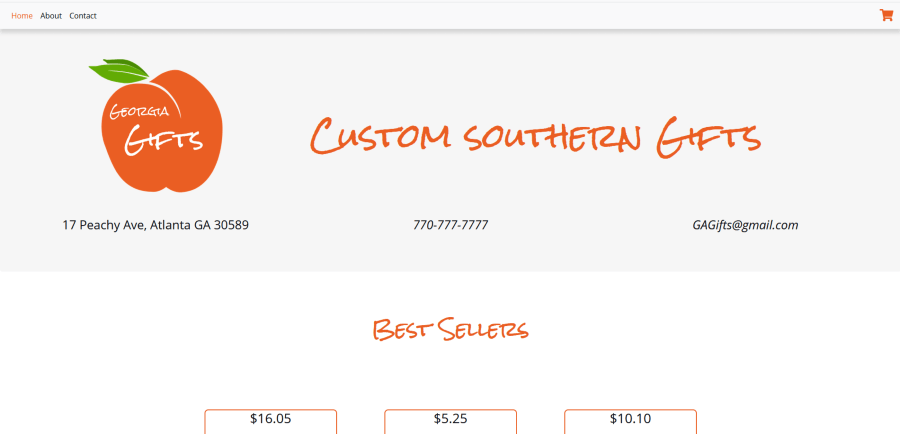 Home About Contact
Georgia
Gifts
Custom southern Gifts
17 Peachy Ave, Atlanta GA 30589 770-777-7777 GAGifts@gmail.com
Best Sellers
$16.05 $5.25 $10.10